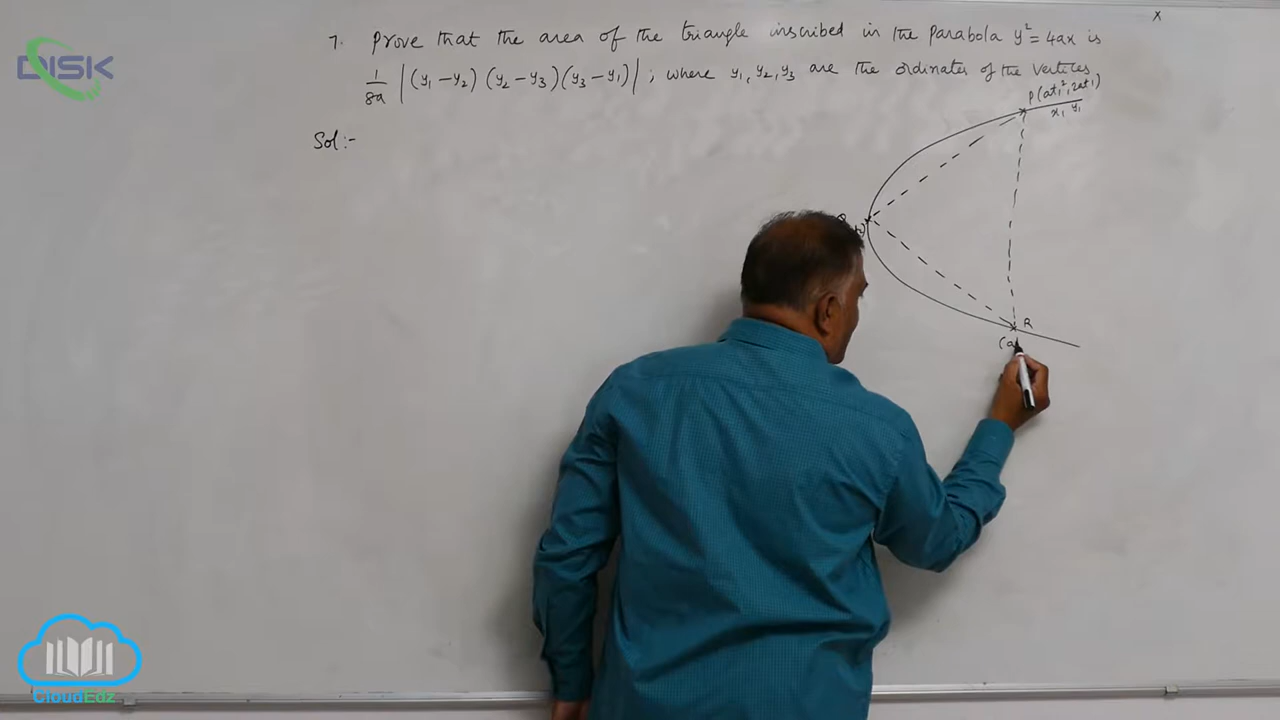 DISK
x
7. Prove that the area of the triangle inscribed in the parabola y² = 4ax is
1/8a |(y₁ - y₂) (y₂ - y₃)(y₃ - y₁)| ; where y₁, y₂, y₃ are the ordinates of the vertices
P(at₁², 2at₁)
x₁ y₁
Sol:-
R
(a
CloudEdz